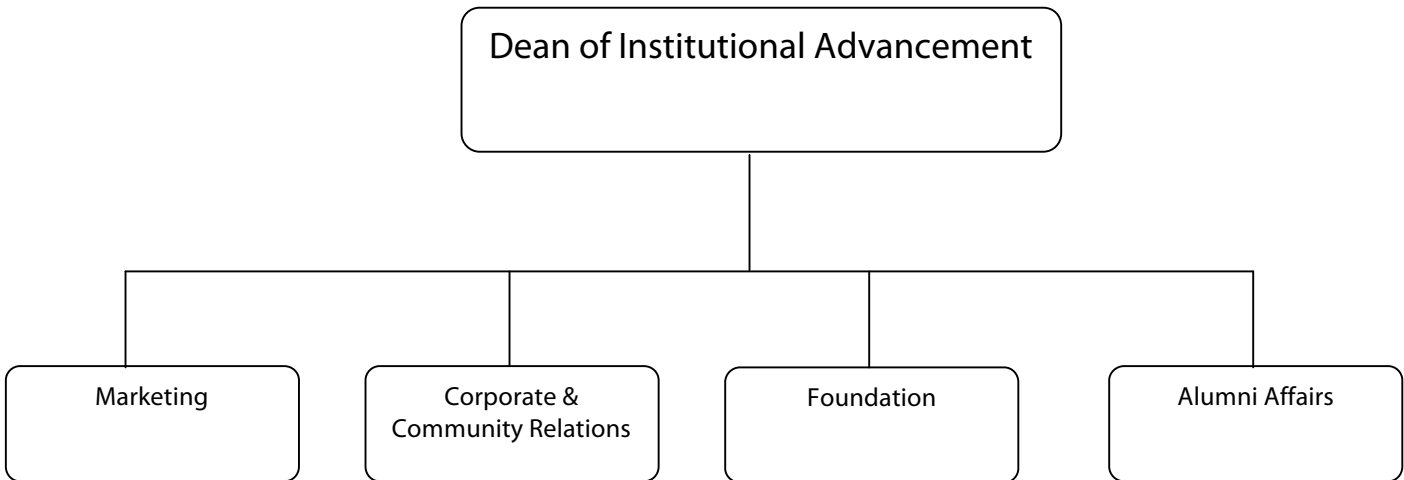 Dean of Institutional Advancement
Marketing
Corporate &
Community Relations
Foundation
Alumni Affairs